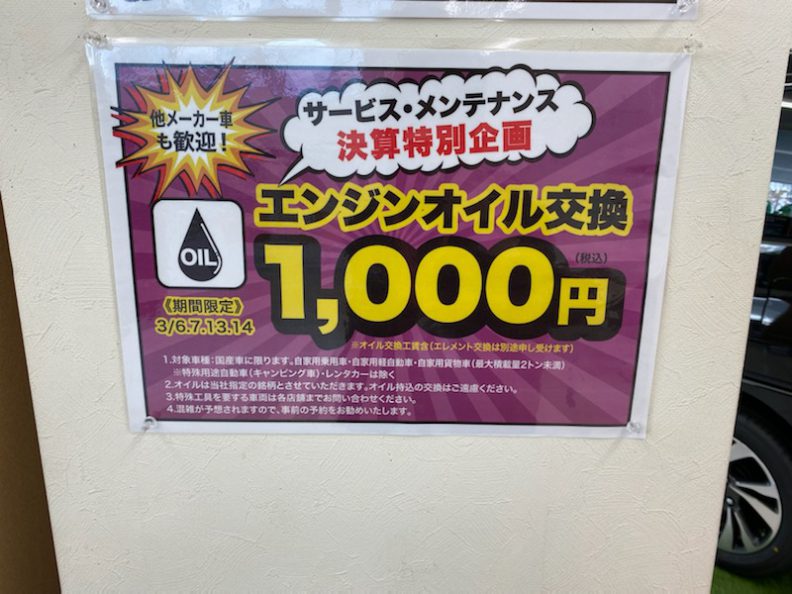 他メーカー車
も歓迎！
サービス・メンテナンス
決算特別企画
エンジンオイル交換
OIL
1,000円
(税込)
《期間限定》
3/6.7.13.14
※オイル交換工賃含(エレメント交換は別途申し受けます)
1.対象車種：国産車に限ります。自家用乗用車・自家用軽自動車・自家用貨物車(最大積載量2トン未満)
※特殊用途自動車(キャンピング車)・レンタカーは除く
2.オイルは当社指定の銘柄とさせていただきます。オイル持込の交換はご遠慮ください。
3.特殊工具を要する車両は各店舗までお問い合わせください。
4.混雑が予想されますので、事前の予約をお勧めいたします。